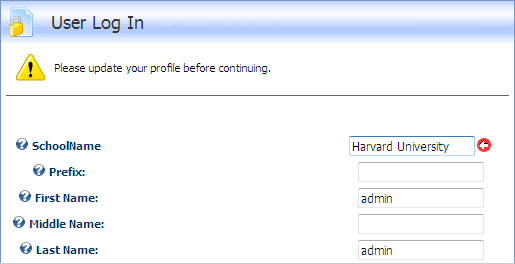 User Log In
Please update your profile before continuing.
SchoolName Harvard University
Prefix:
First Name: admin
Middle Name:
Last Name: admin